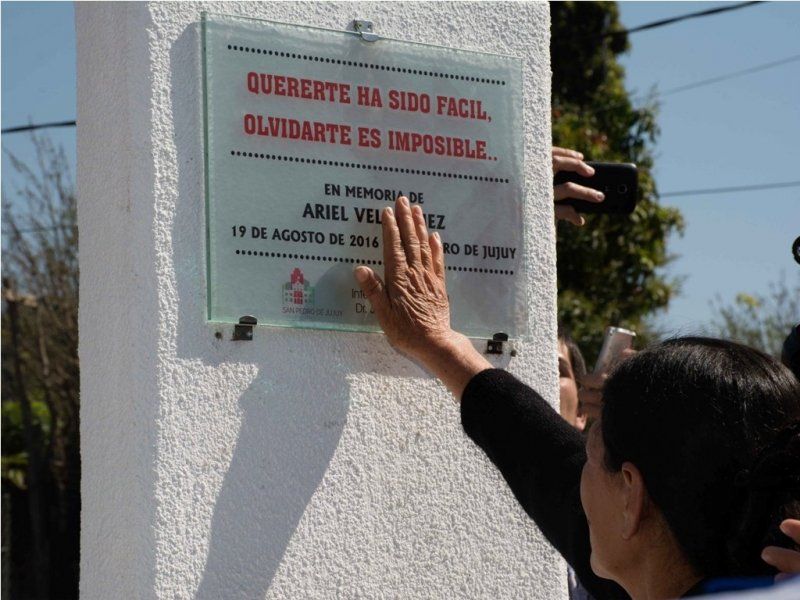 QUERERTE HA SIDO FACIL,
OLVIDARTE ES IMPOSIBLE..
EN MEMORIA DE
ARIEL
19 DE AGOSTO DE 2016 DE JUJUY
SAN PEDRO DE JUJUY
Dr.